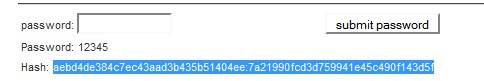 password: submit password
Password: 12345
Hash: aebd4de384c7ec43aad3b435b51404ee:7a21990fcd3d759941e45c490f143d5f